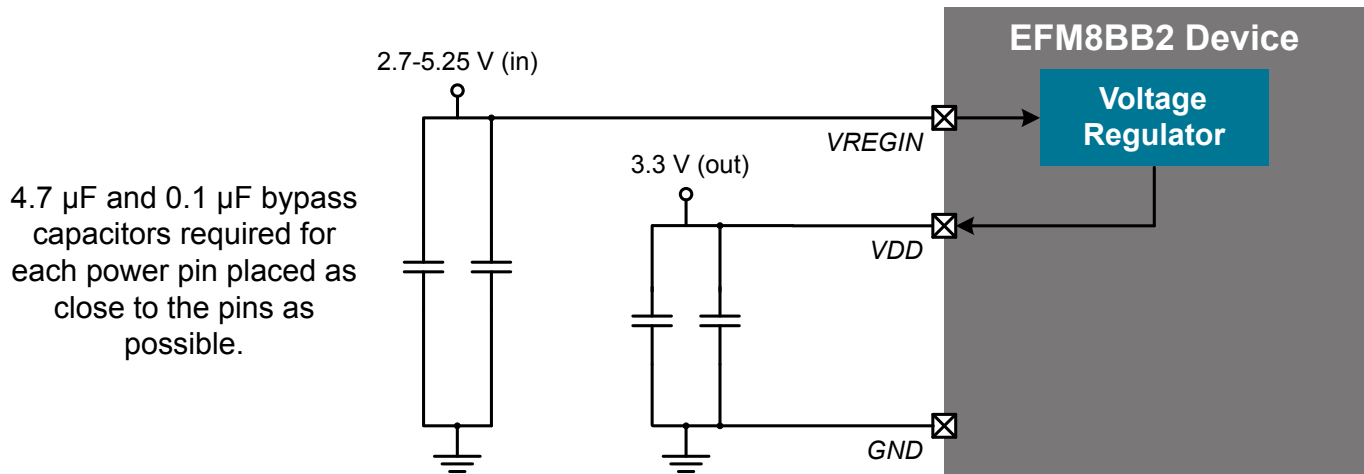 EFM8BB2 Device
2.7-5.25 V (in)
Voltage
Regulator
VREGIN
3.3 V (out)
4.7 µF and 0.1 µF bypass
capacitors required for
each power pin placed as
close to the pins as
possible.
VDD
GND